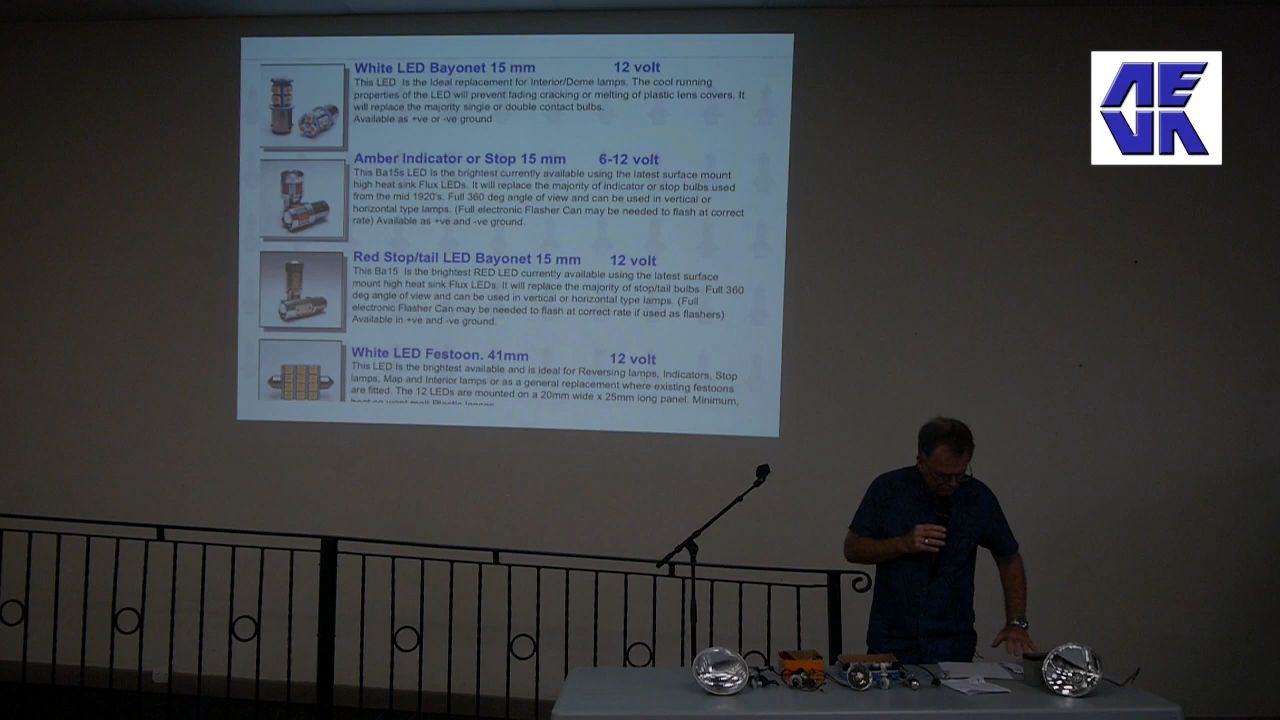 White LED Bayonet 15 mm 12 volt
This LED Is the Ideal replacement for Interior/Dome lamps. The cool running
properties of the LED will prevent fading cracking or melting of plastic lens covers. It
will replace the majority single or double contact bulbs.
Available as +ve or -ve ground
Amber Indicator or Stop 15 mm 6-12 volt
This Ba15s LED Is the brightest currently available using the latest surface mount
high heat sink Flux LEDs. It will replace the majority of indicator or stop bulbs used
from the mid 1920's. Full 360 deg angle of view and can be used in vertical or
horizontal type lamps. (Full electronic Flasher Can may be needed to flash at correct
rate) Available as +ve and -ve ground.
Red Stop/tail LED Bayonet 15 mm 12 volt
This Ba15 Is the brightest RED LED currently available using the latest surface
mount high heat sink Flux LEDs. It will replace the majority of stop/tail bulbs. Full 360
deg angle of view and can be used in vertical or horizontal type lamps. (Full
electronic Flasher Can may be needed to flash at correct rate if used as flashers)
Available in +ve and -ve ground.
White LED Festoon. 41mm 12 volt
This LED Is the brightest available and is ideal for Reversing lamps, Indicators, Stop
lamps, Map and Interior lamps or as a general replacement where existing festoons
are fitted. The 12 LEDs are mounted on a 20mm wide x 25mm long panel. Minimum,